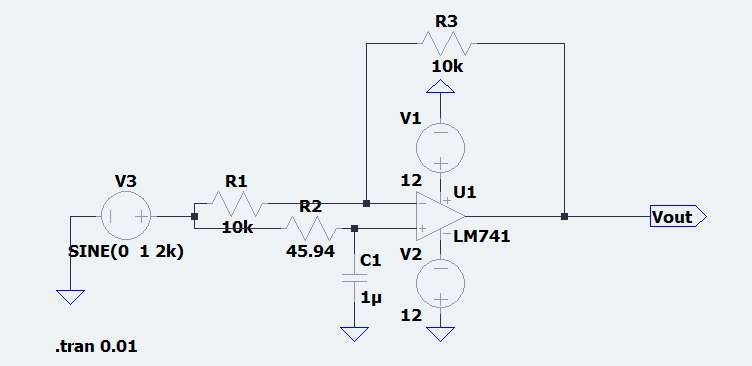 R3
10k
V1
12
V3
R1
U1
R2
10k
Vout
SINE(0 1 2k)
45.94
LM741
C1
V2
1µ
12
.tran 0.01